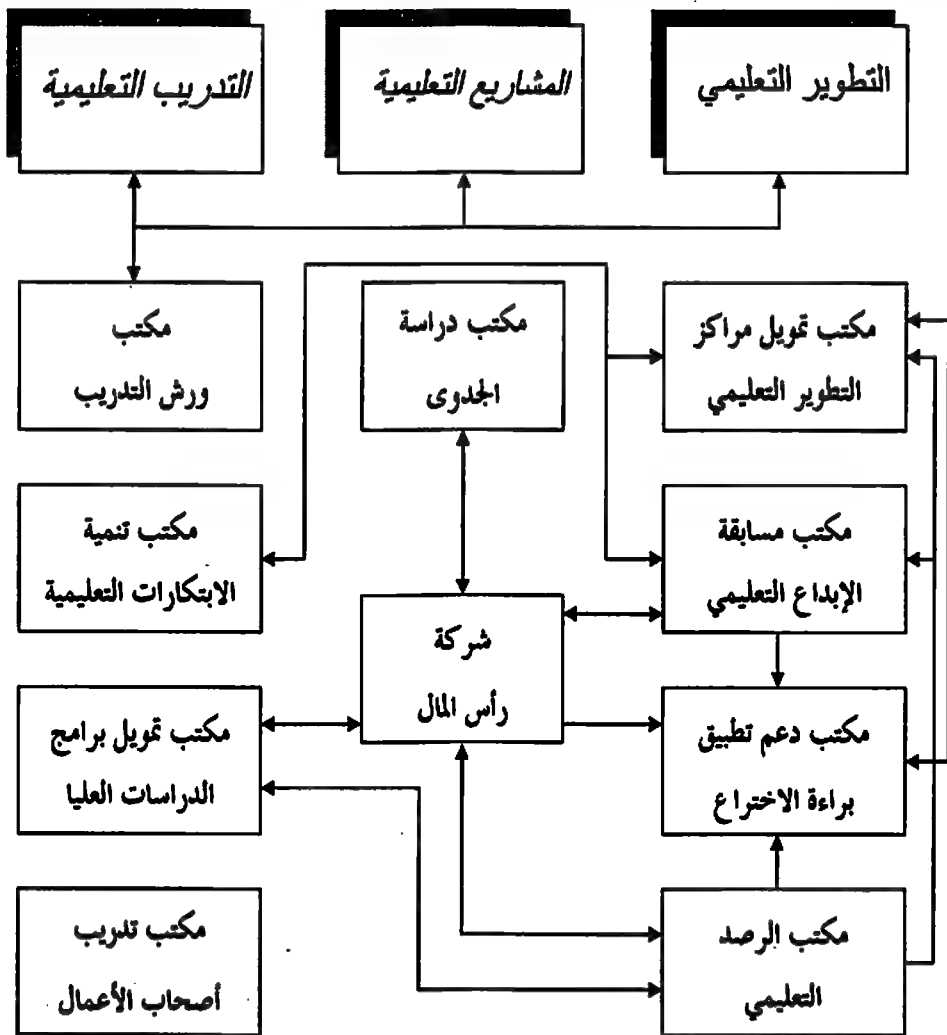 التطوير التعليمي
المشاريع التعليمية
التدريب التعليمية
مكتب تمويل مراكز
التطوير التعليمي
مكتب دراسة
الجدوى
مكتب
ورش التدريب
مكتب مسابقة
الإبداع التعليمي
مكتب تنمية
الابتكارات التعليمية
شركة
رأس المال
مكتب دعم تطبيق
براءة الاختراع
مكتب تمويل برامج
الدراسات العليا
مكتب الرصد
التعليمي
مكتب تدريب
أصحاب الأعمال